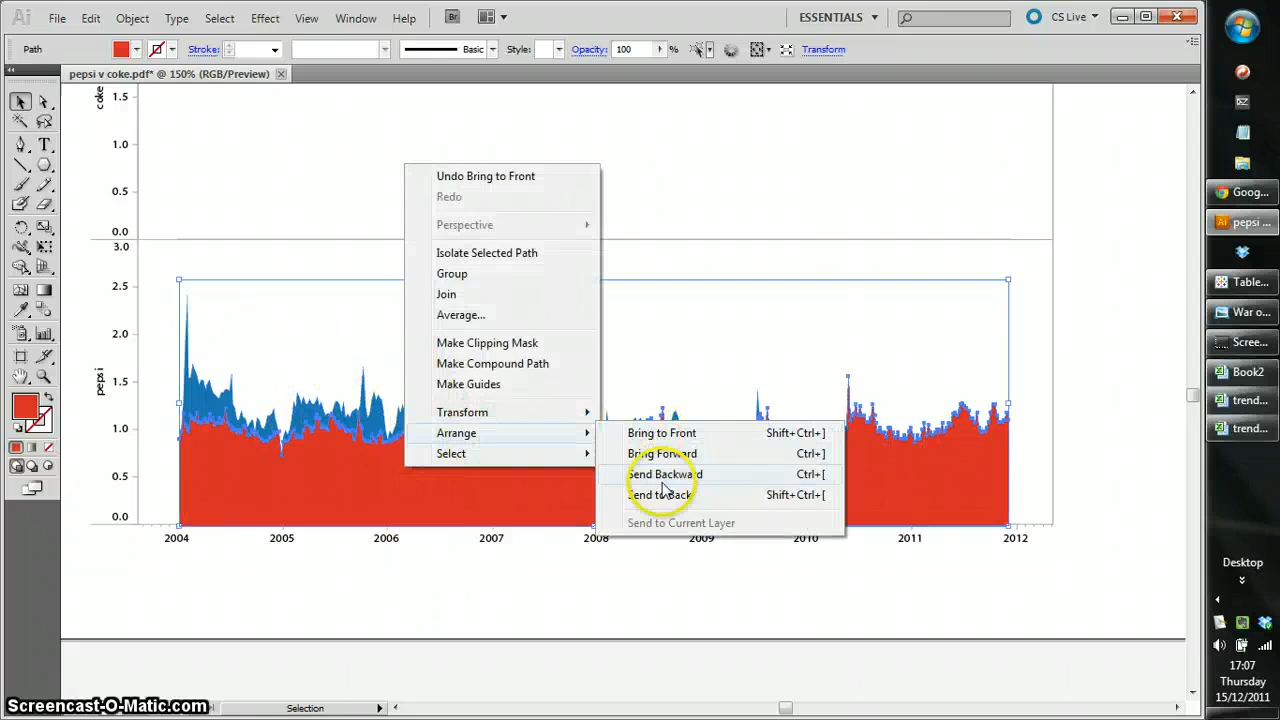 Ai File Edit Object Type Select Effect View Window Help Br ESSENTIALS CS Live
Path Stroke: Basic Style: Opacity: 100 % Transform
pepsi v coke.pdf* @ 150% (RGB/Preview)
coke
1.5
1.0
0.5
0.0
3.0
2.5
2.0
1.5
1.0
0.5
0.0
pepsi
2004 2005 2006 2007 2008 2009 2010 2011 2012
Undo Bring to Front
Redo
Perspective
Isolate Selected Path
Group
Join
Average...
Make Clipping Mask
Make Compound Path
Make Guides
Transform
Arrange
Select
Bring to Front Shift+Ctrl+]
Bring Forward Ctrl+]
Send Backward Ctrl+[
Send to Back Shift+Ctrl+[
Send to Current Layer
Goog...
Ai pepsi ...
Table...
War o...
Scree...
Book2
trend...
trend...
Desktop
17:07
Thursday
15/12/2011
Selection
Screencast-O-Matic.com